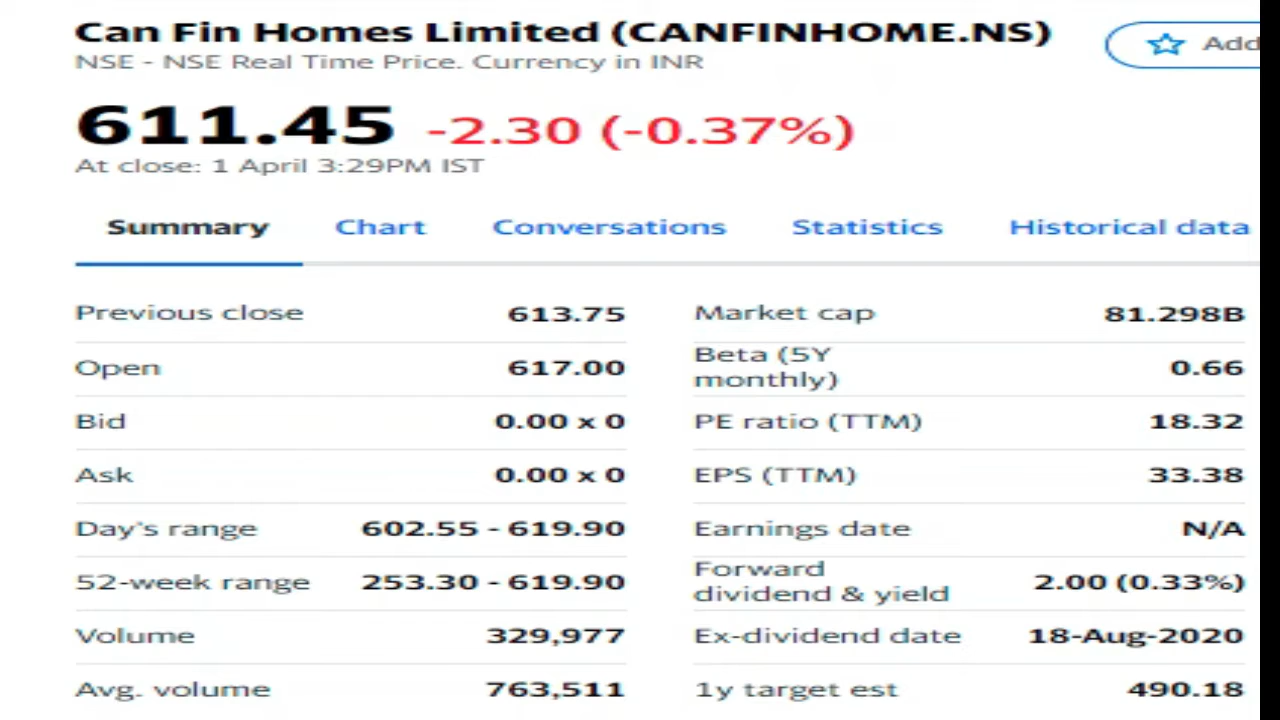 Can Fin Homes Limited (CANFINHOME.NS)
Add
NSE - NSE Real Time Price. Currency in INR
611.45 -2.30 (-0.37%)
At close: 1 April 3:29PM IST
Summary Chart Conversations Statistics Historical data
Previous close 613.75
Open 617.00
Bid 0.00 x 0
Ask 0.00 x 0
Day's range 602.55 - 619.90
52-week range 253.30 - 619.90
Volume 329,977
Avg. volume 763,511
Market cap 81.298B
Beta (5Y
monthly) 0.66
PE ratio (TTM) 18.32
EPS (TTM) 33.38
Earnings date N/A
Forward
dividend & yield 2.00 (0.33%)
Ex-dividend date 18-Aug-2020
1y target est 490.18